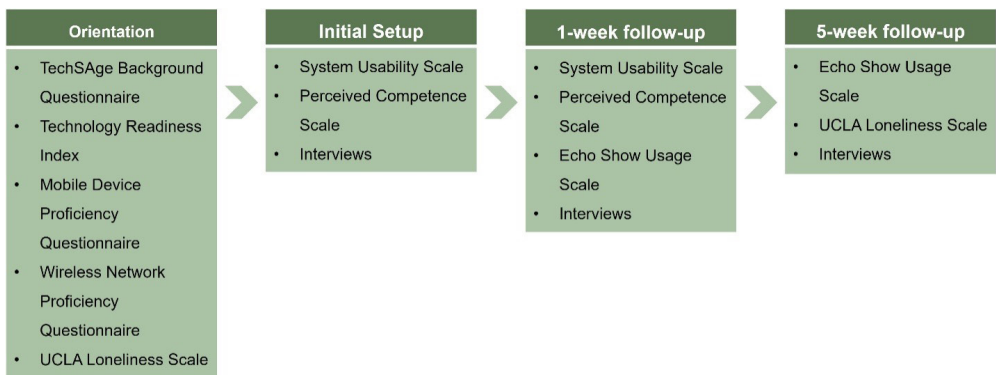 Orientation
• TechSAge Background
Questionnaire
• Technology Readiness
Index
• Mobile Device
Proficiency
Questionnaire
• Wireless Network
Proficiency
Questionnaire
• UCLA Loneliness Scale
Initial Setup
• System Usability Scale
• Perceived Competence
Scale
• Interviews
1-week follow-up
• System Usability Scale
• Perceived Competence
Scale
• Echo Show Usage
Scale
• Interviews
5-week follow-up
• Echo Show Usage
Scale
• UCLA Loneliness Scale
• Interviews